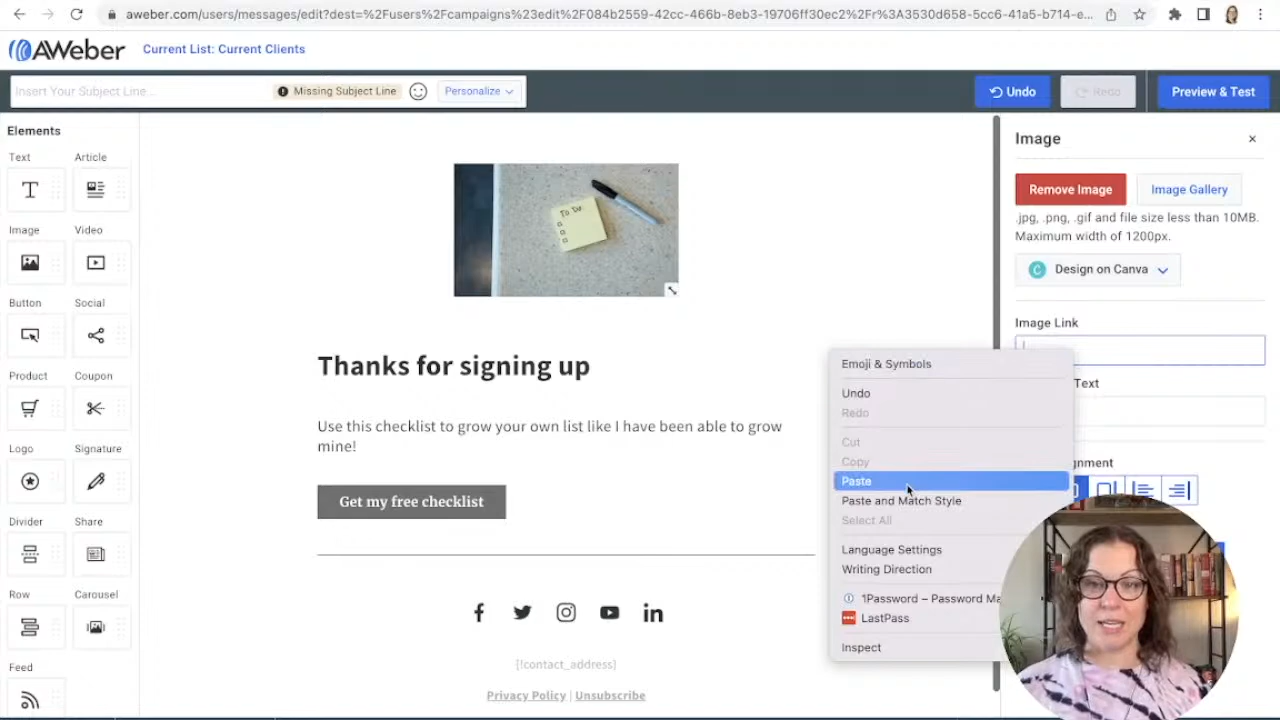 aweber.com/users/messages/edit?dest=%2Fusers%2Fcampaigns%23edit%2F084b2559-42cc-466b-8eb3-19706ff30ec2%2Fr%3A3530d658-5cc6-41a5-b714-e...
AWeber
Current List: Current Clients
Insert Your Subject Line ...
Missing Subject Line
Personalize
Undo
Redo
Preview & Test
Elements
Text
Article
Image
Video
Button
Social
Product
Coupon
Logo
Signature
Divider
Share
Row
Carousel
Feed
To Do
Thanks for signing up
Use this checklist to grow your own list like I have been able to grow
mine!
Get my free checklist
{!contact_address}
Privacy Policy | Unsubscribe
Emoji & Symbols
Undo
Redo
Cut
Copy
Paste
Paste and Match Style
Select All
Language Settings
Writing Direction
1Password – Password Ma
LastPass
Inspect
Image
Remove Image
Image Gallery
.jpg, .png, .gif and file size less than 10MB.
Maximum width of 1200px.
Design on Canva
Image Link
Text
gnment